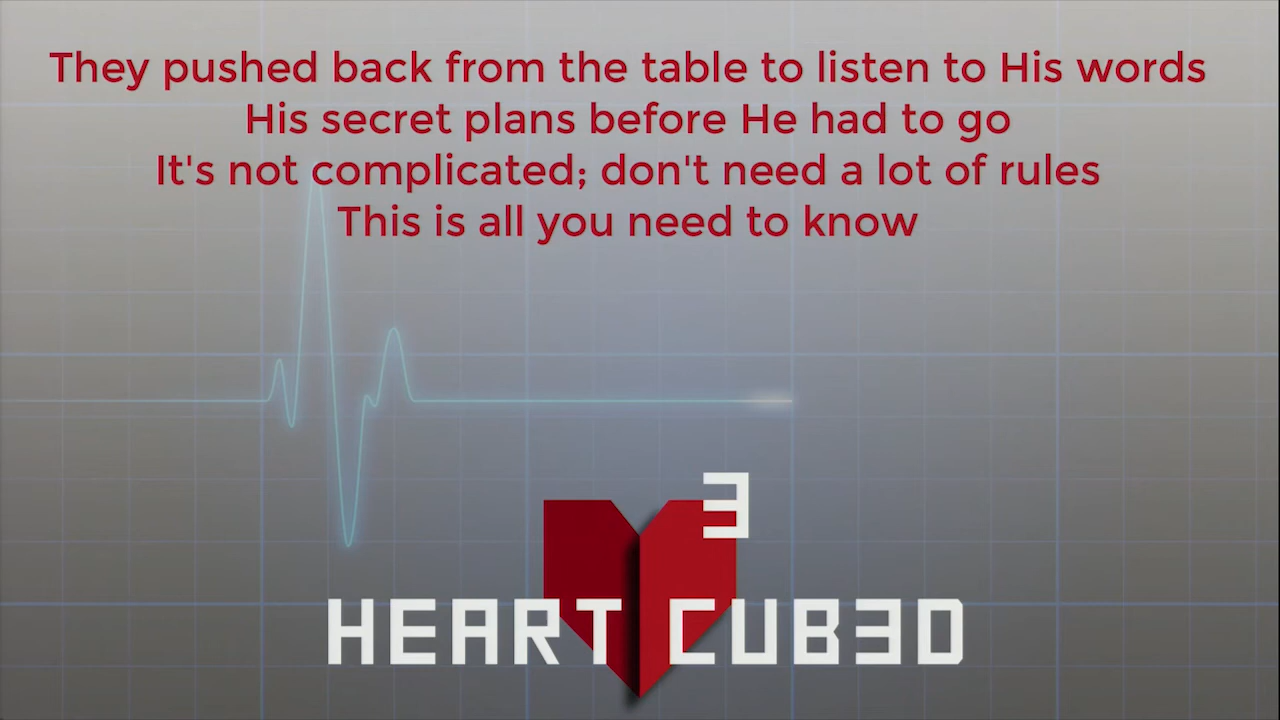 They pushed back from the table to listen to His words
His secret plans before He had to go
It's not complicated; don't need a lot of rules
This is all you need to know
3
HEART CUB3D